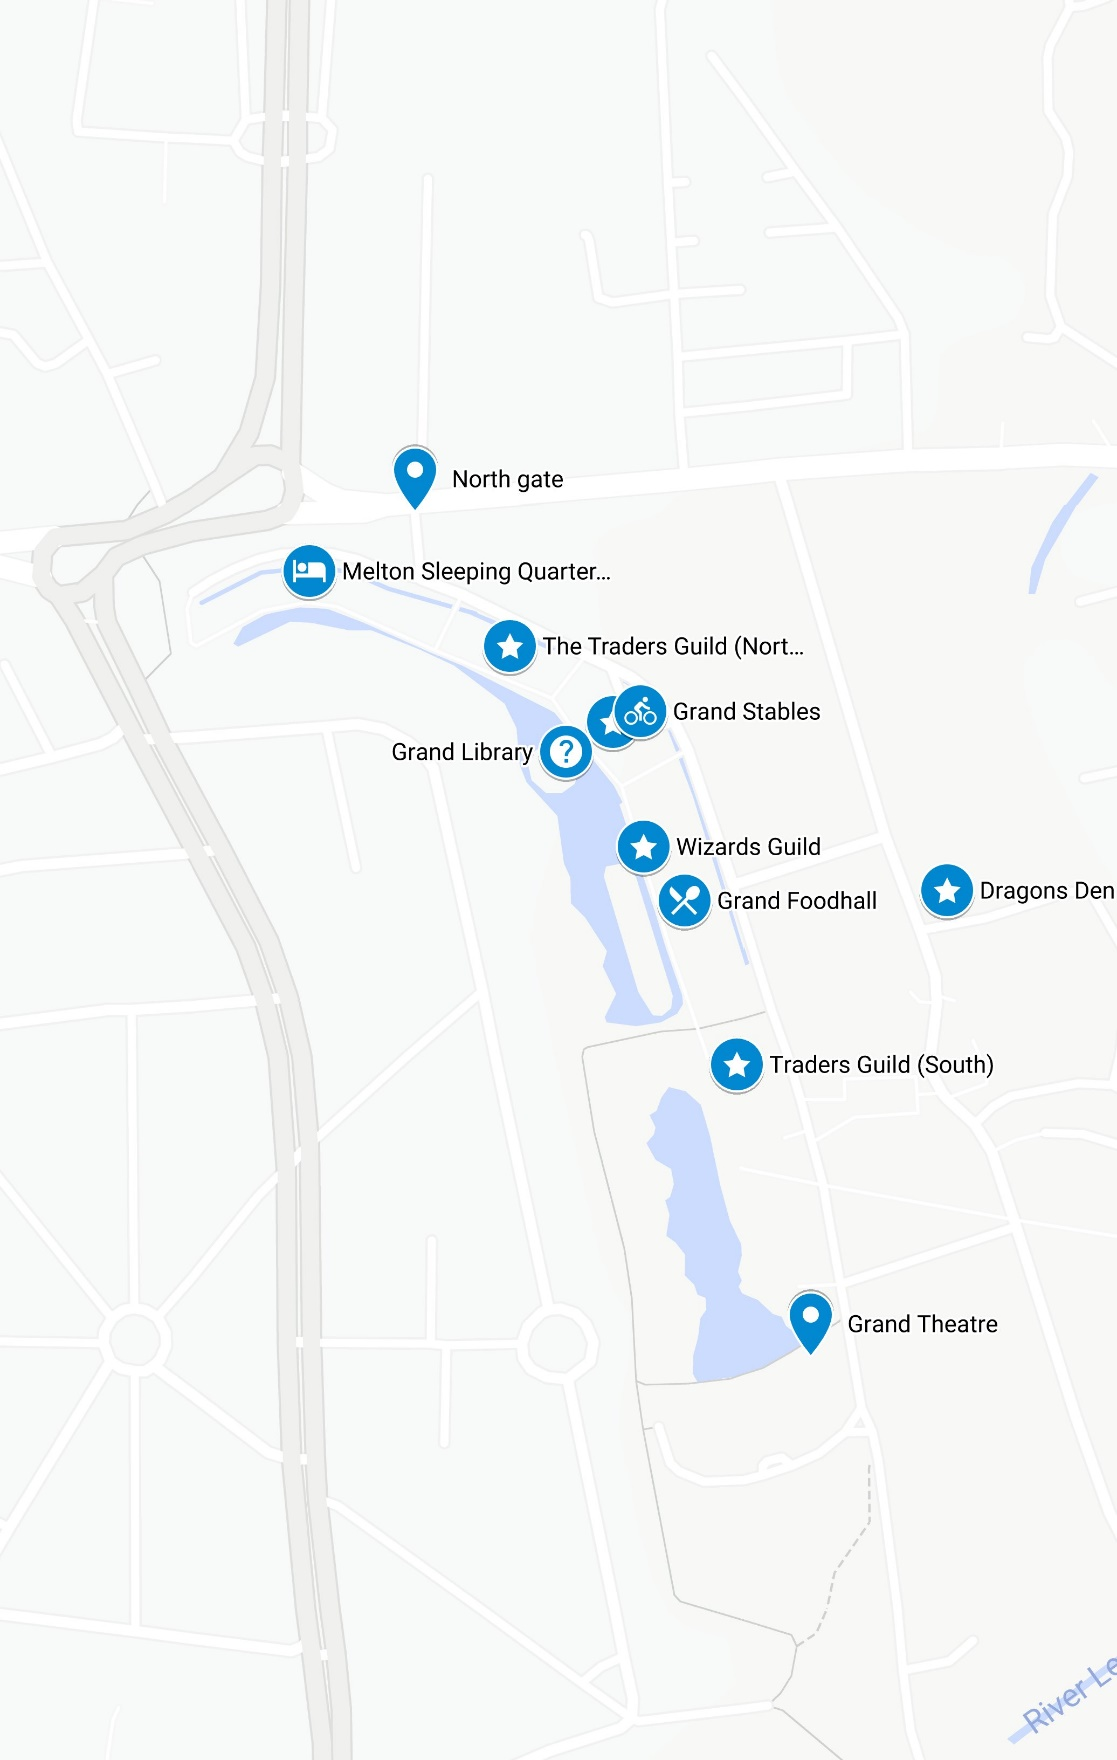 North gate
Melton Sleeping Quarter...
The Traders Guild (Nort...
Grand Stables
Grand Library
?
Wizards Guild
Dragons Den
Grand Foodhall
Traders Guild (South)
Grand Theatre
River Le